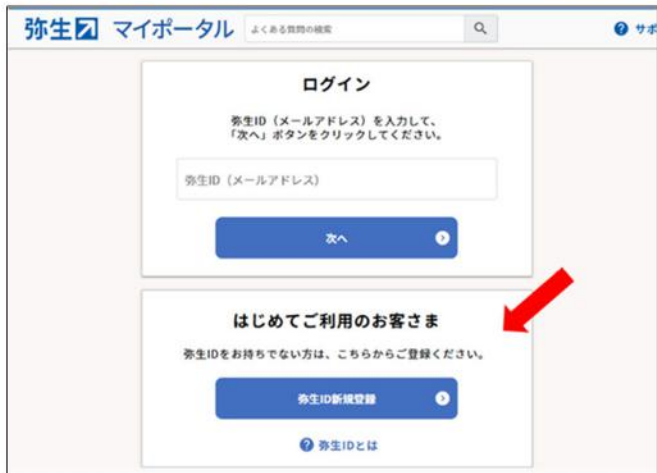 弥生 マイポータル よくある質問の検索 サポ
ログイン
弥生ID（メールアドレス）を入力して、
「次へ」ボタンをクリックしてください。
弥生ID（メールアドレス）
次へ
はじめてご利用のお客さま
弥生IDをお持ちでない方は、こちらからご登録ください。
弥生ID新規登録
弥生IDとは